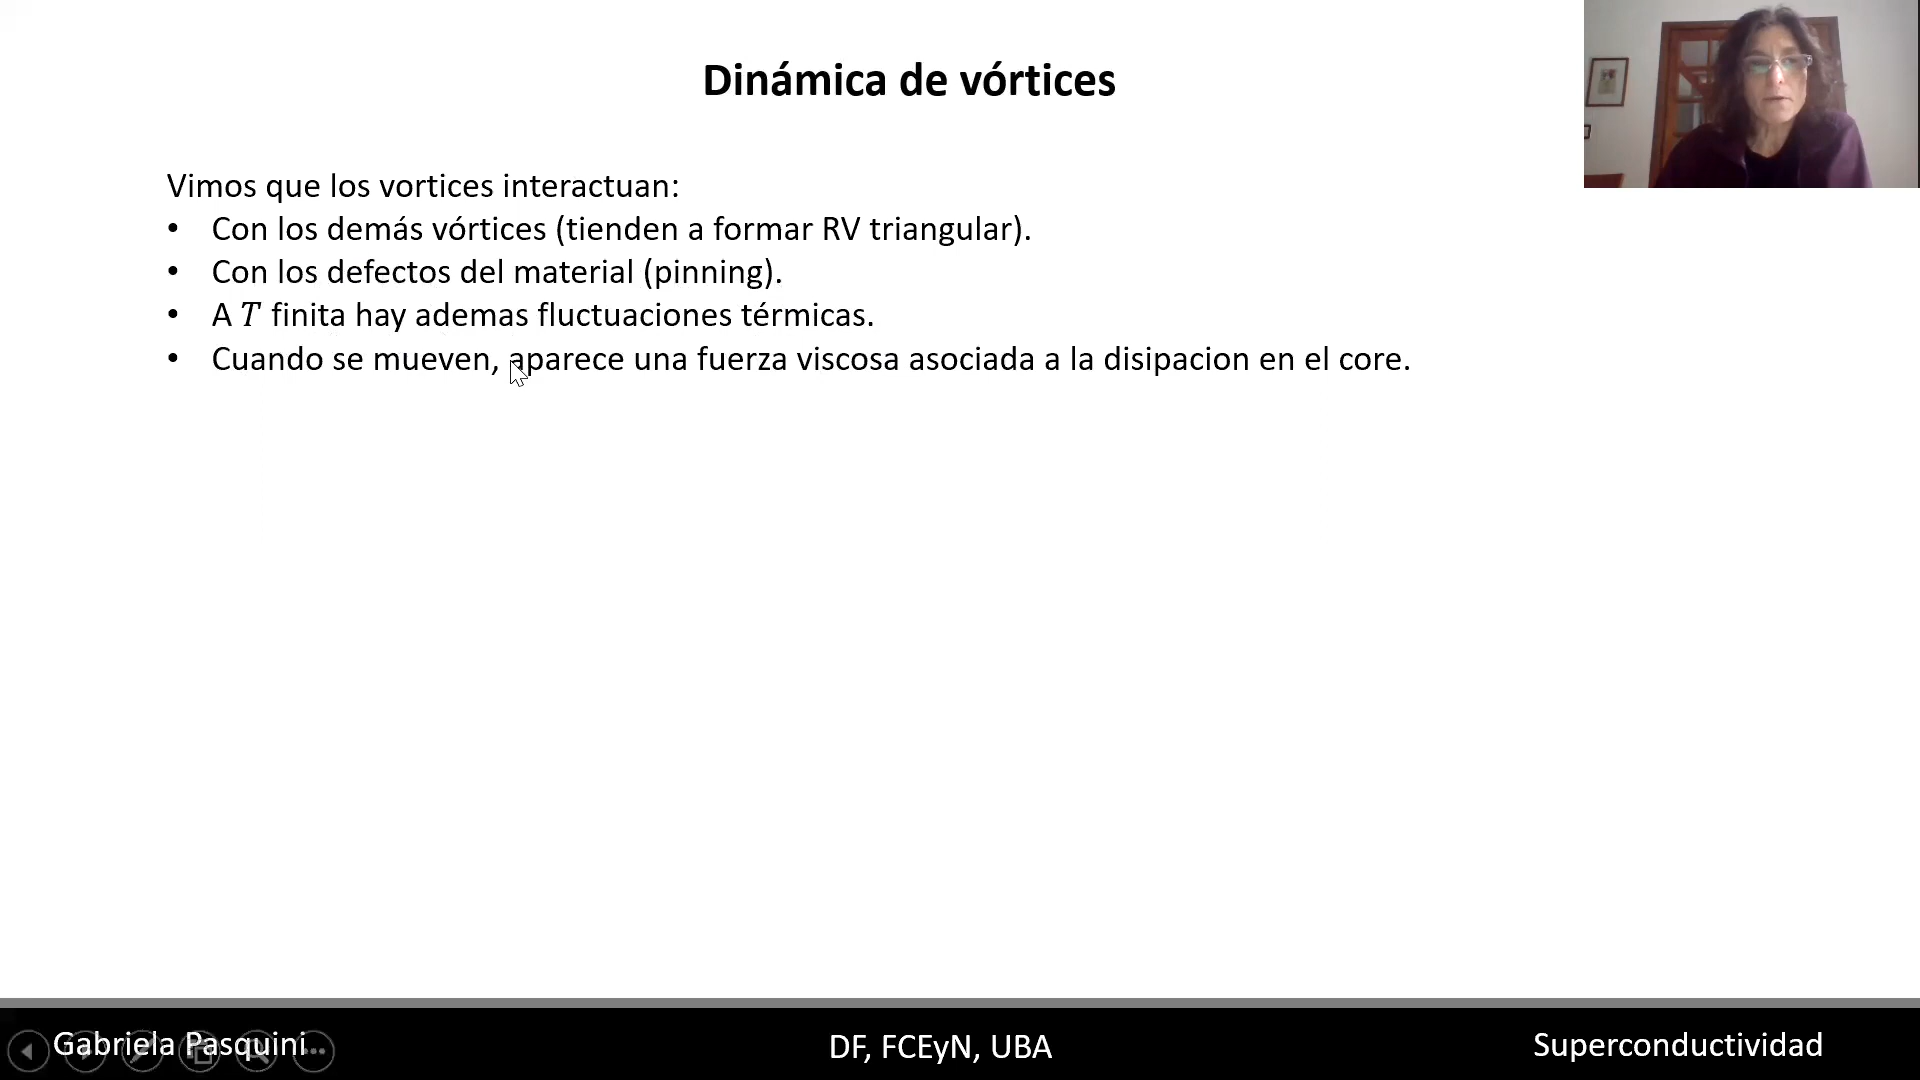 Dinámica de vórtices
Vimos que los vortices interactuan:
• Con los demás vórtices (tienden a formar RV triangular).
• Con los defectos del material (pinning).
• A T finita hay ademas fluctuaciones térmicas.
• Cuando se mueven, aparece una fuerza viscosa asociada a la disipacion en el core.
Gabriela Pasquini
DF, FCEyN, UBA
Superconductividad